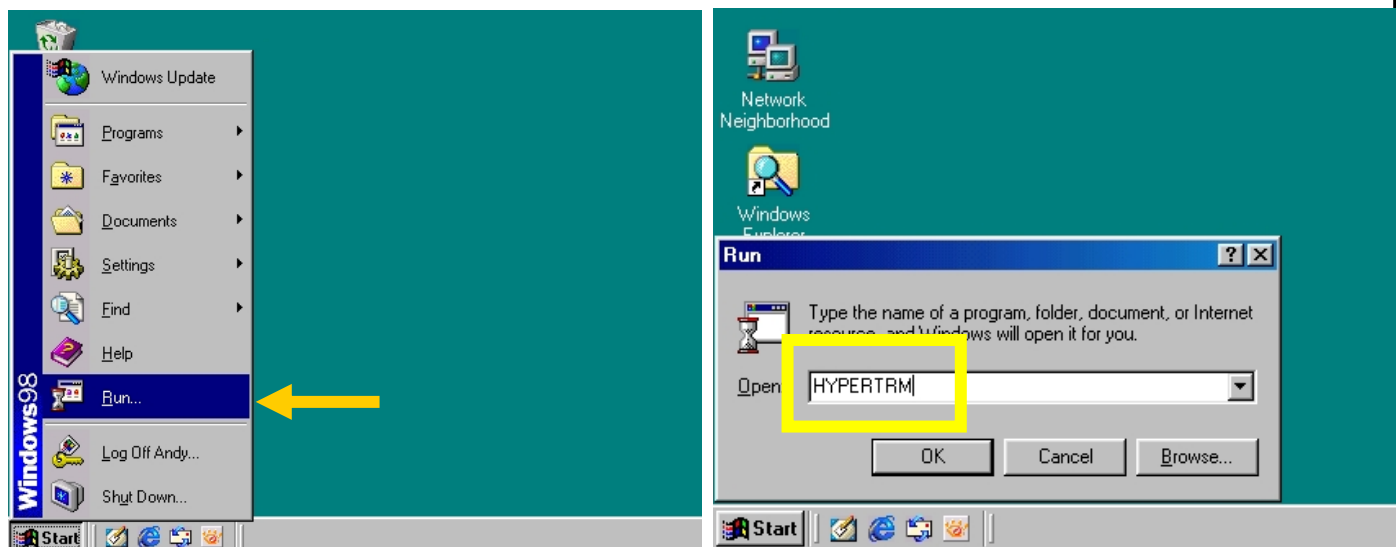 Windows Update
Programs
Favorites
Documents
Settings
Find
Help
Run...
Log Off Andy...
Shut Down...
Windows98
Start
Network
Neighborhood
Windows
Explorer
Run
Type the name of a program, folder, document, or Internet
resource, and Windows will open it for you.
Open
HYPERTRM
OK
Cancel
Browse...
Start